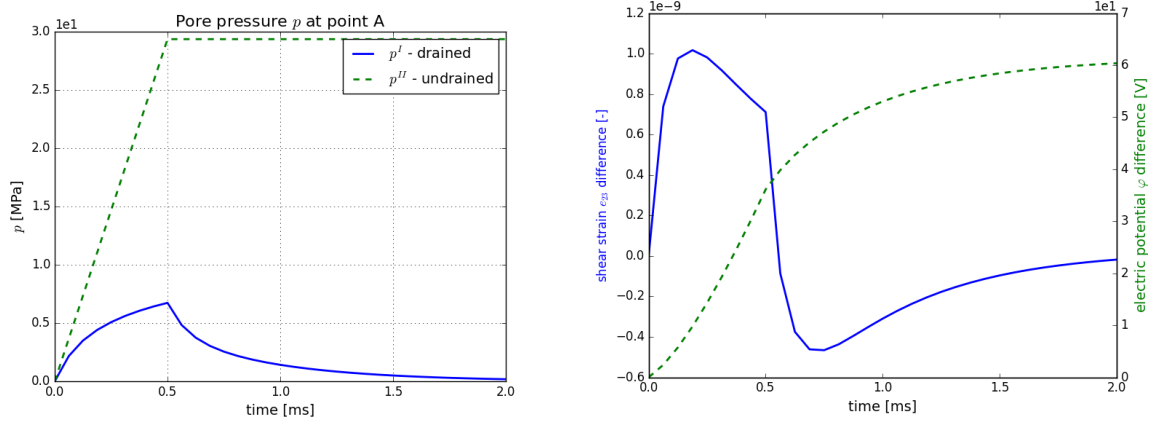 Pore pressure p at point A
1e1
3.0
2.5
2.0
1.5
1.0
0.5
0.0
p [MPa]
p^I - drained
p^II - undrained
0.0 0.5 1.0 1.5 2.0
time [ms]
1e−9
1.2
1.0
0.8
0.6
0.4
0.2
0.0
−0.2
−0.4
−0.6
shear strain e_23 difference [-]
1e1
7
6
5
4
3
2
1
0
electric potential φ difference [V]
0.0 0.5 1.0 1.5 2.0
time [ms]